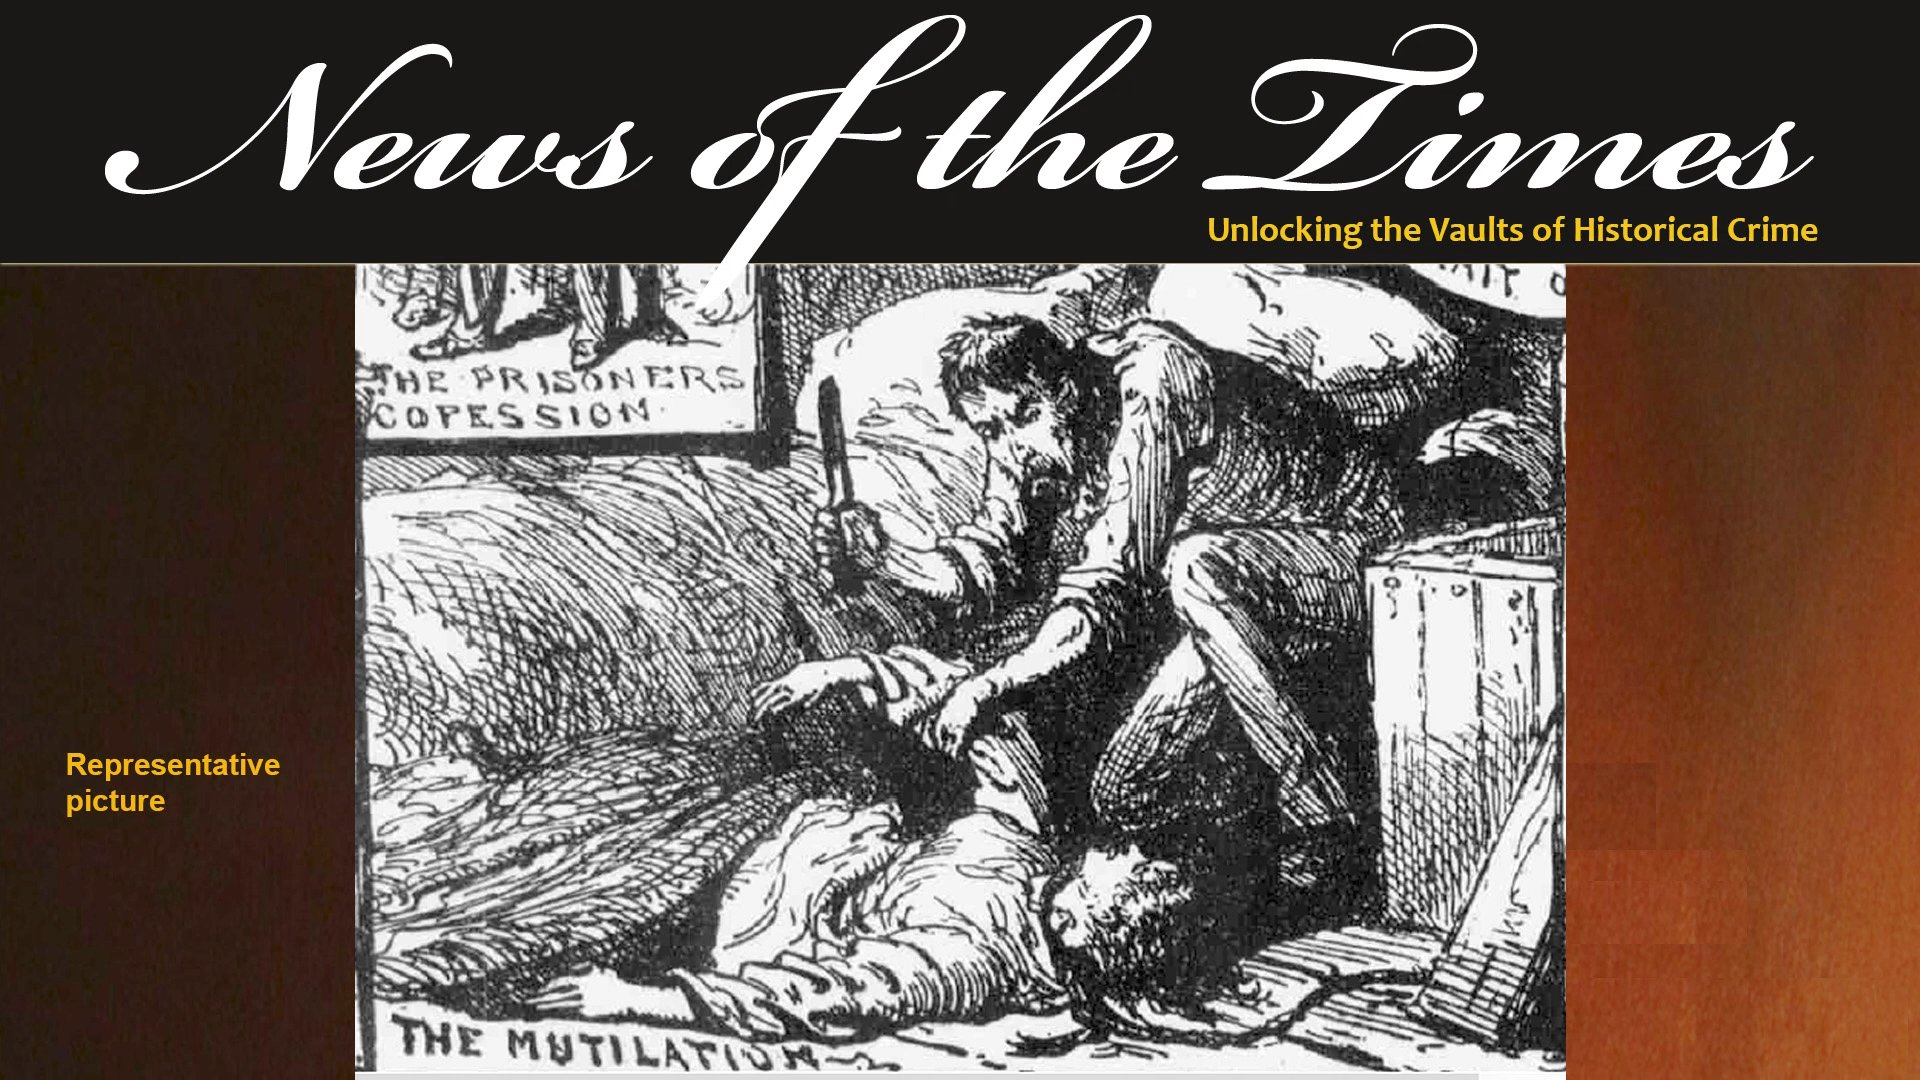 News of the Times
Unlocking the Vaults of Historical Crime
THE PRISONERS
COPESSION.
Representative
picture
THE MUTILATION